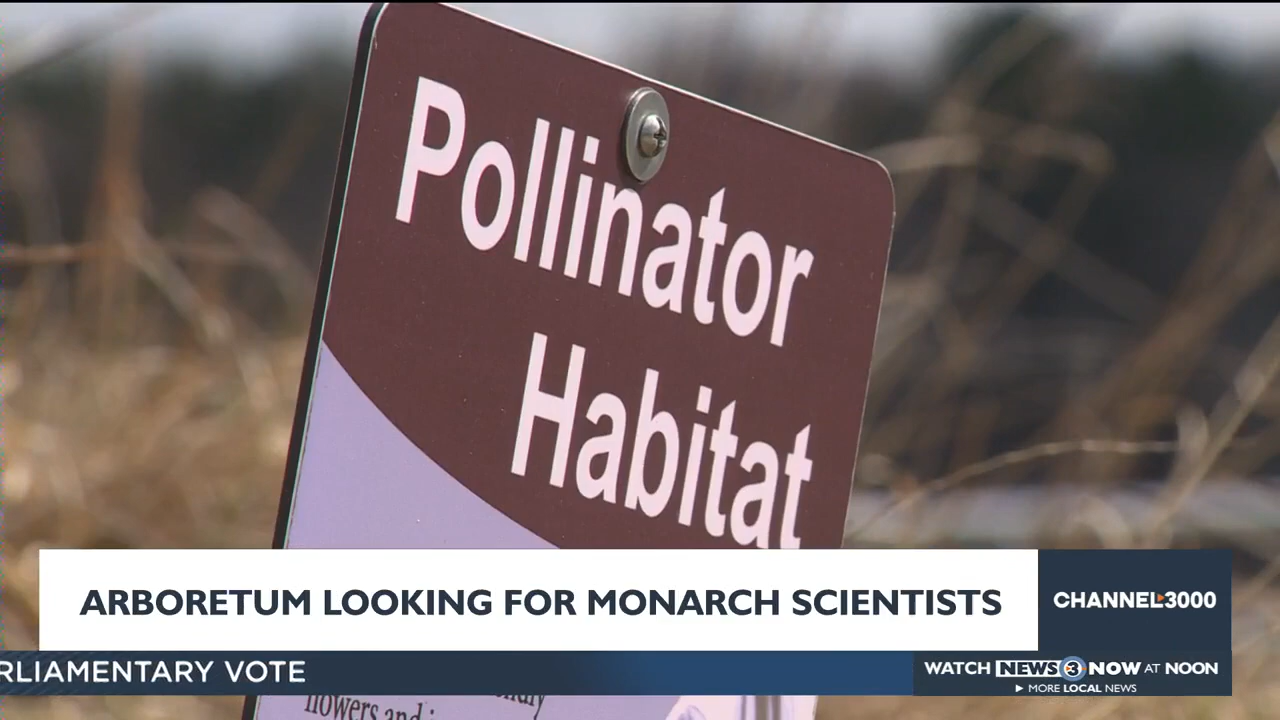 Pollinator
Habitat
ARBORETUM LOOKING FOR MONARCH SCIENTISTS
CHANNEL3000
RLIAMENTARY VOTE
WATCH NEWS 3 NOW AT NOON
MORE LOCAL NEWS
flowers and